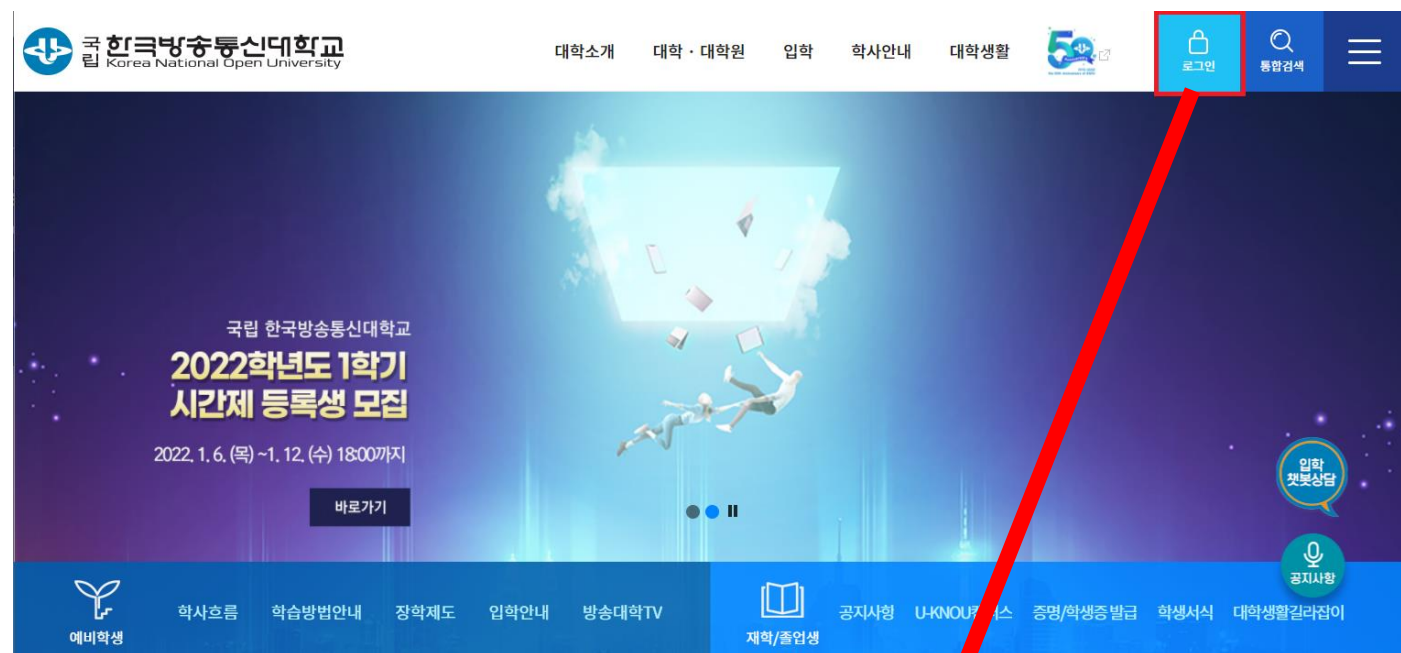 국립 한국방송통신대학교
Korea National Open University
대학소개 대학·대학원 입학 학사안내 대학생활
로그인
통합검색
국립 한국방송통신대학교
2022학년도 1학기
시간제 등록생 모집
2022. 1. 6. (목) ~1. 12. (수) 18:00까지
바로가기
입학
챗봇상담
공지사항
예비학생
학사흐름 학습방법안내 장학제도 입학안내 방송대학TV
재학/졸업생
공지사항 U-KNOU 증명/학생증 발급 학생서식 대학생활길라잡이